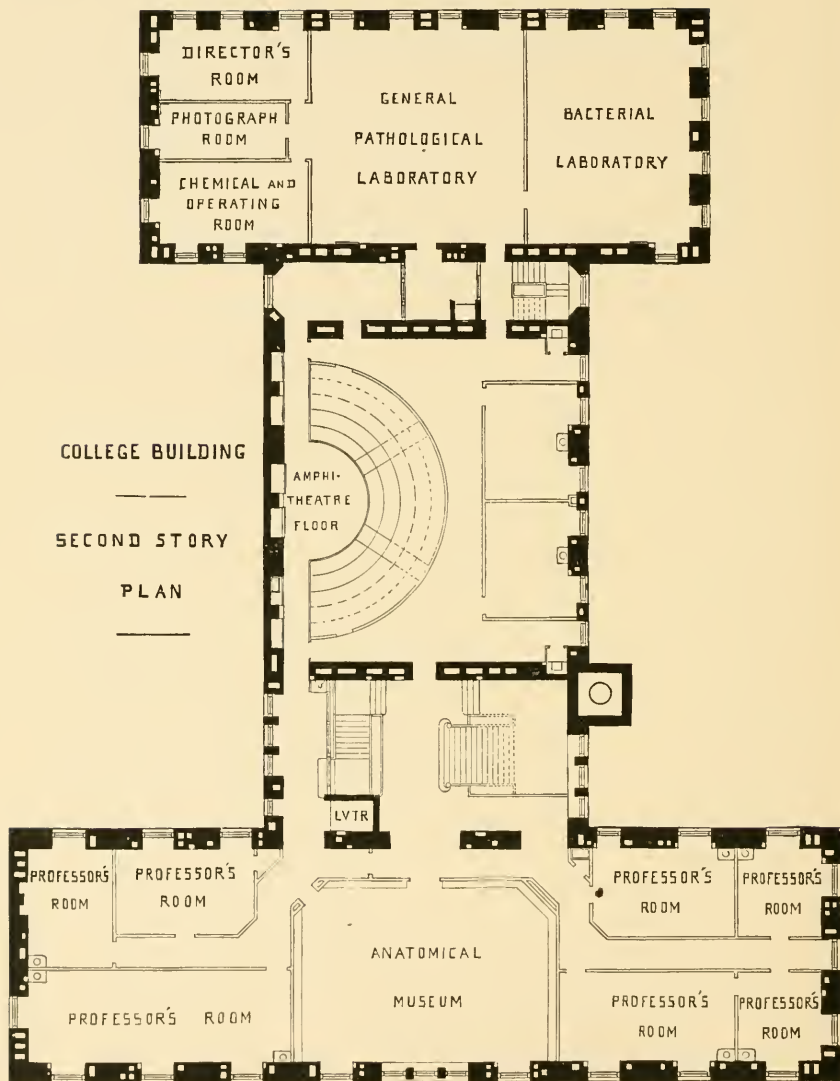 DIRECTOR'S
ROOM
PHOTOGRAPH
ROOM
CHEMICAL AND
OPERATING
ROOM
GENERAL
PATHOLOGICAL
LABORATORY
BACTERIAL
LABORATORY
COLLEGE BUILDING
SECOND STORY
PLAN
AMPHI-
THEATRE
FLOOR
LVTR
PROFESSOR'S
ROOM
PROFESSOR'S
ROOM
PROFESSOR'S
ROOM
PROFESSOR'S
ROOM
ANATOMICAL
MUSEUM
PROFESSOR'S ROOM
PROFESSOR'S
ROOM
PROFESSOR'S
ROOM